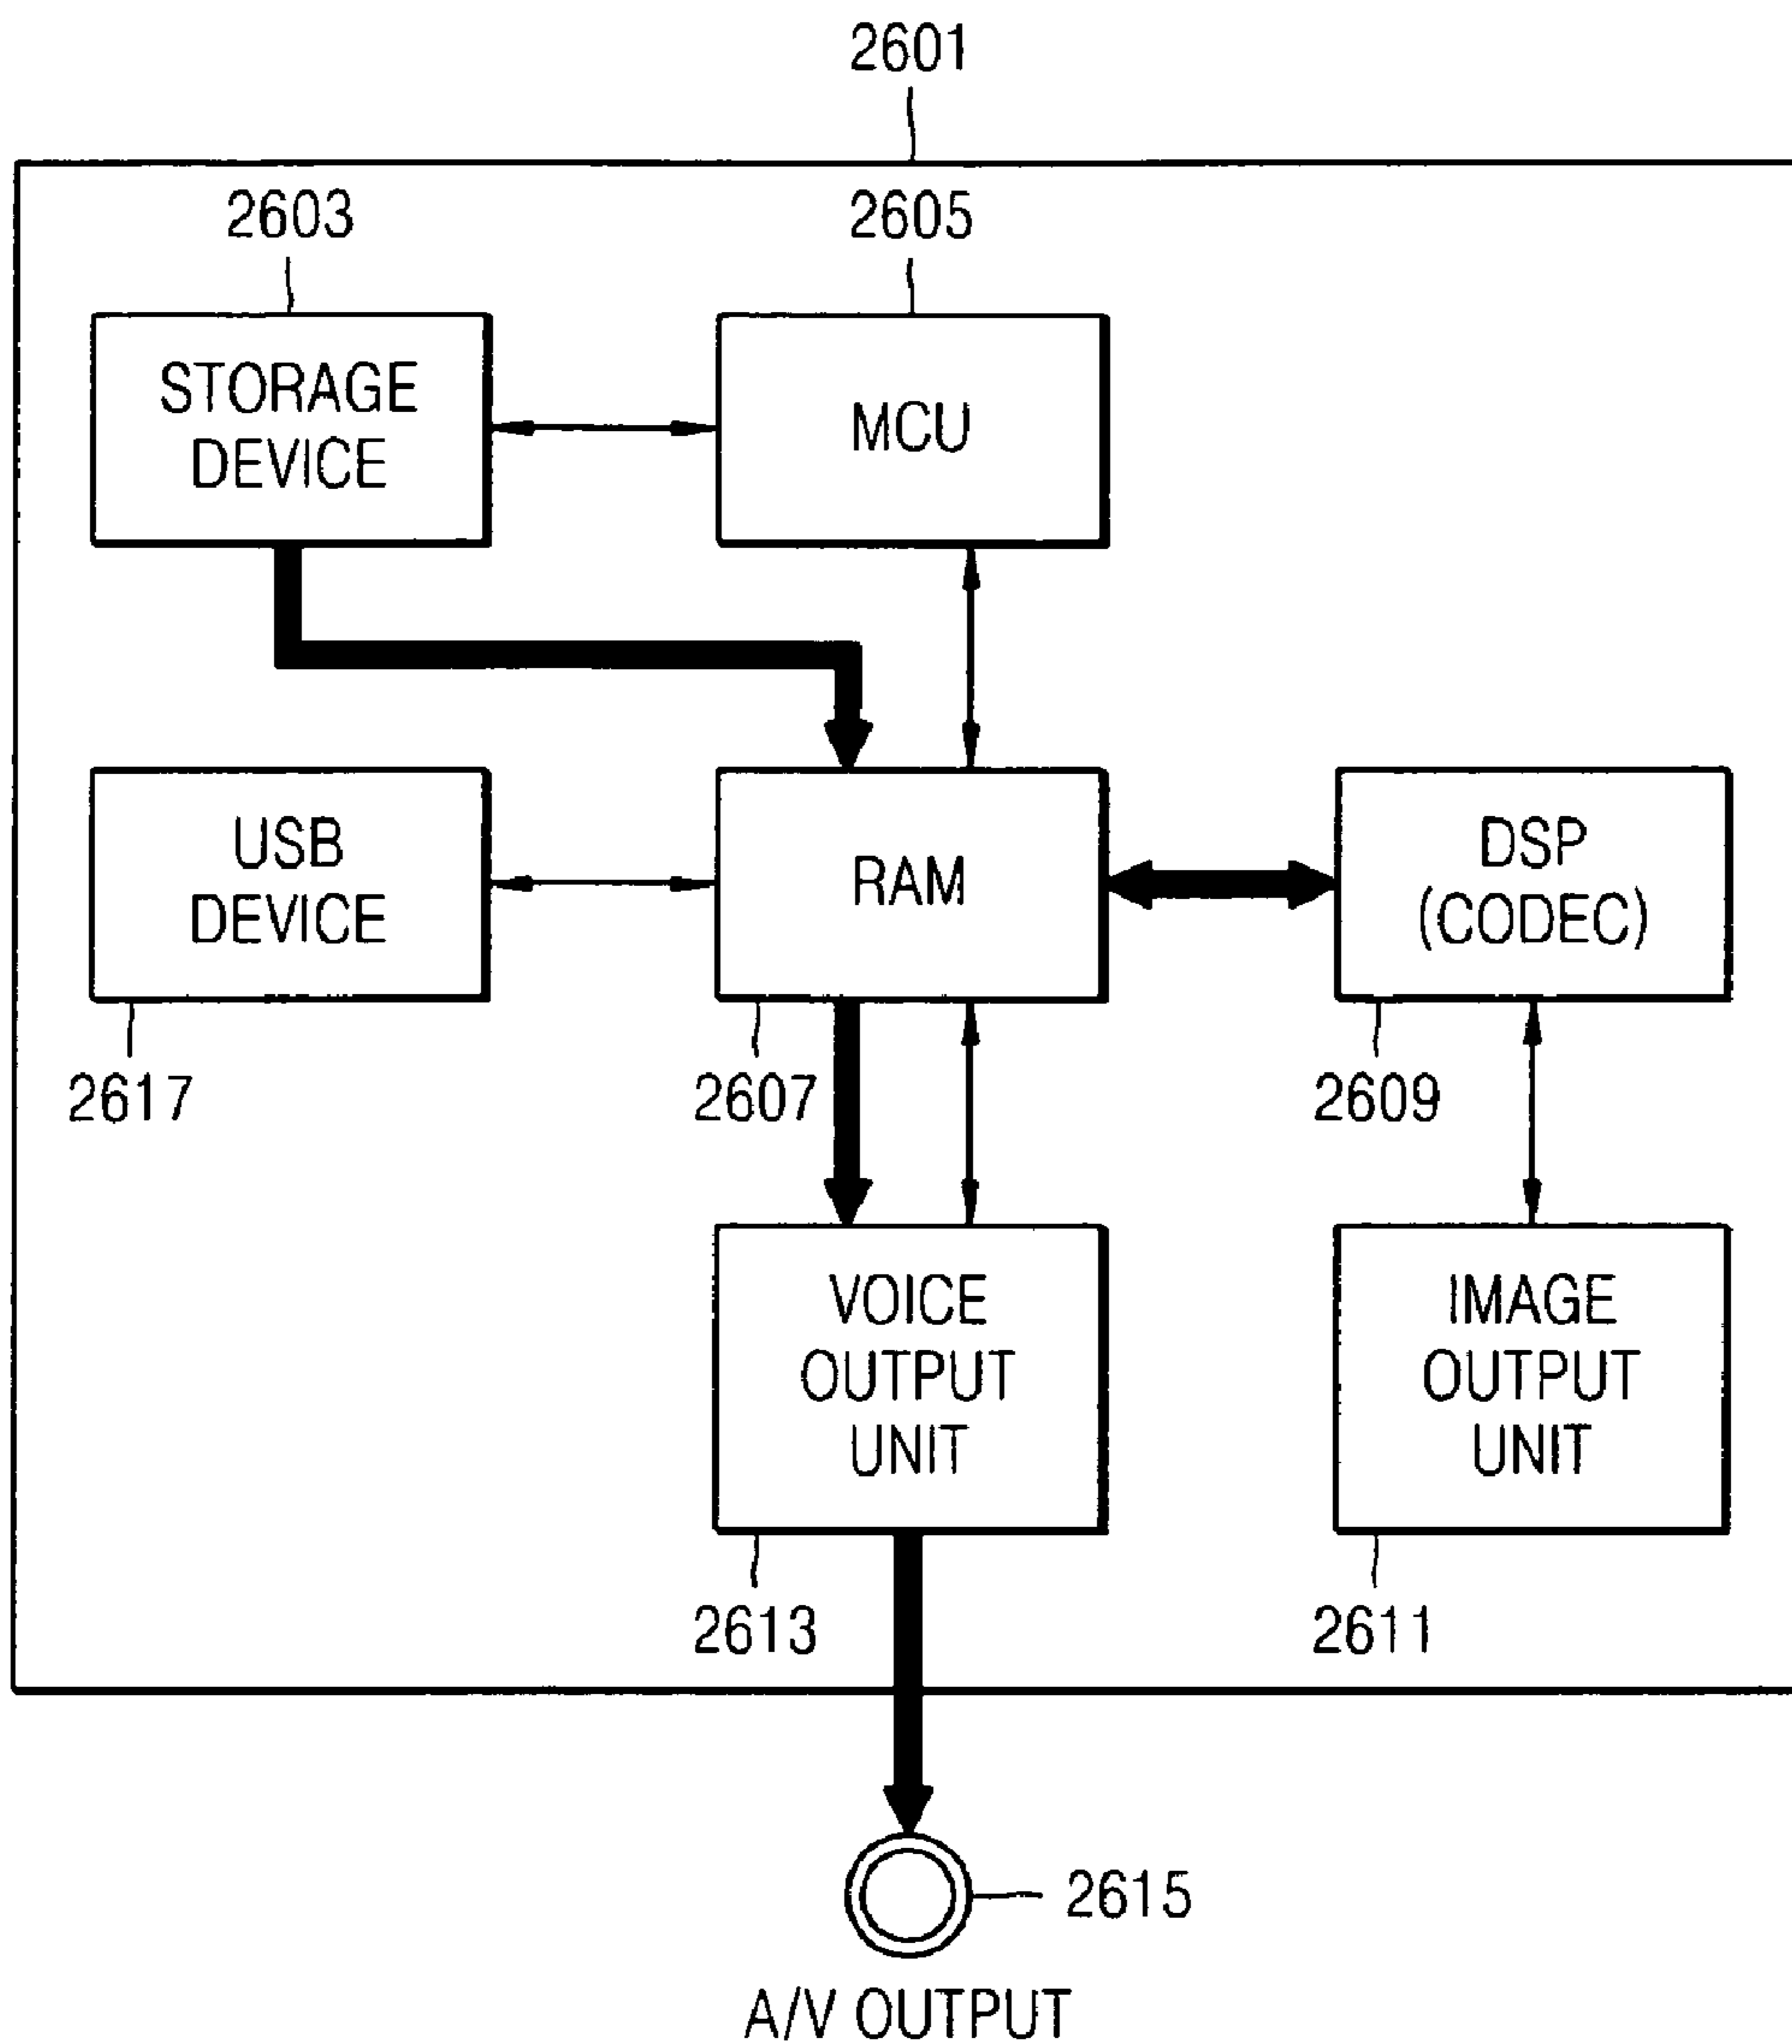 2601
2603
2605
STORAGE
DEVICE
MCU
USB
DEVICE
RAM
DSP
(CODEC)
2617
2607
2609
VOICE
OUTPUT
UNIT
IMAGE
OUTPUT
UNIT
2613
2611
2615
A/V OUTPUT